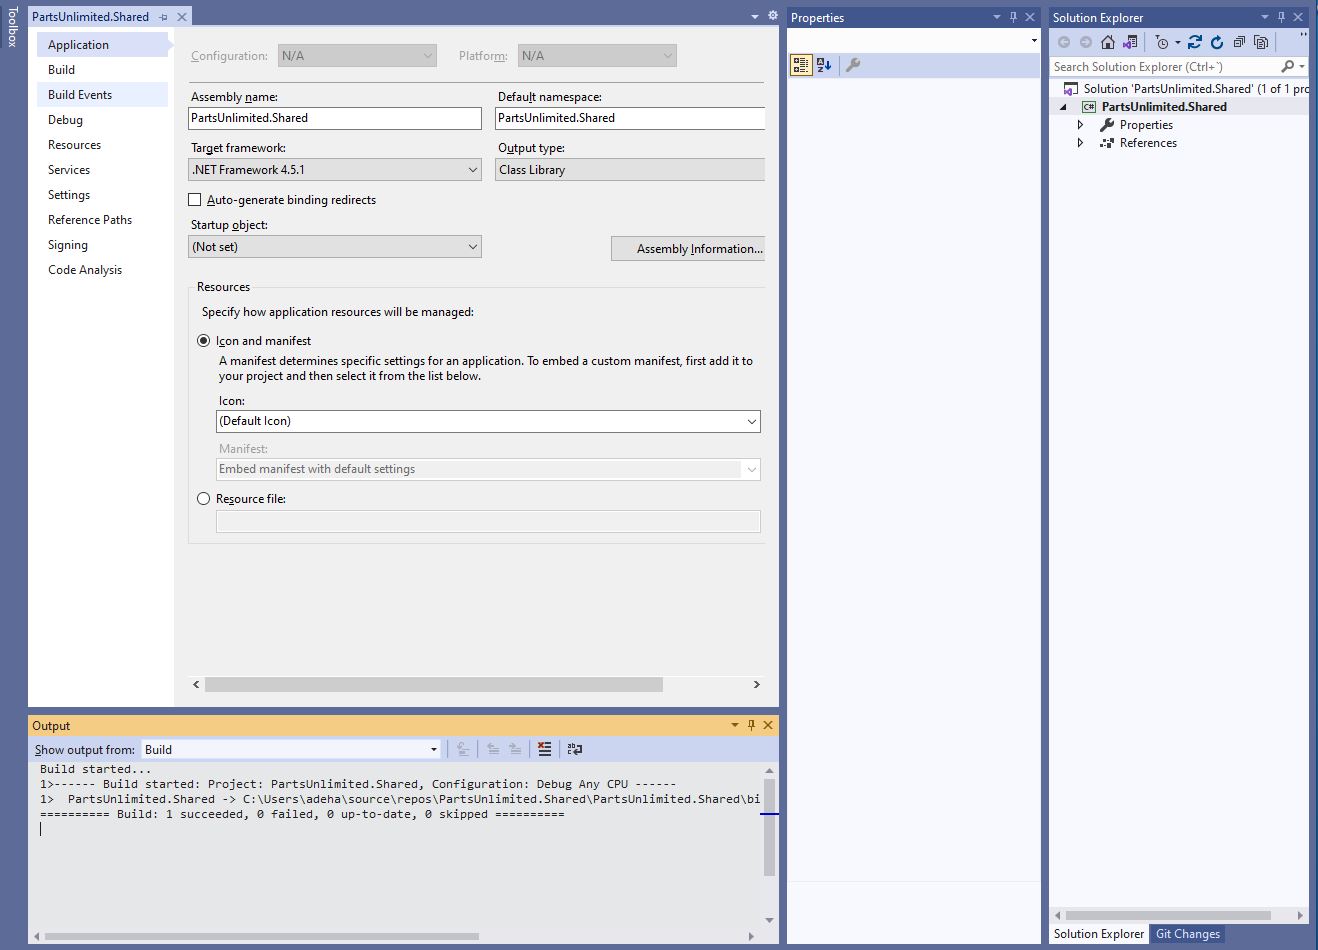 Toolbox
PartsUnlimited.Shared
Application
Build
Build Events
Debug
Resources
Services
Settings
Reference Paths
Signing
Code Analysis
Configuration: N/A Platform: N/A
Assembly name: Default namespace:
PartsUnlimited.Shared PartsUnlimited.Shared
Target framework: Output type:
.NET Framework 4.5.1 Class Library
Auto-generate binding redirects
Startup object:
(Not set) Assembly Information...
Resources
Specify how application resources will be managed:
Icon and manifest
A manifest determines specific settings for an application. To embed a custom manifest, first add it to
your project and then select it from the list below.
Icon:
(Default Icon)
Manifest:
Embed manifest with default settings
Resource file:
Output
Show output from: Build
Build started...
1>------ Build started: Project: PartsUnlimited.Shared, Configuration: Debug Any CPU ------
1>  PartsUnlimited.Shared -> C:\Users\adeha\source\repos\PartsUnlimited.Shared\PartsUnlimited.Shared\bi
========== Build: 1 succeeded, 0 failed, 0 up-to-date, 0 skipped ==========
Properties
Solution Explorer
Search Solution Explorer (Ctrl+`)
Solution 'PartsUnlimited.Shared' (1 of 1 pro
C# PartsUnlimited.Shared
Properties
References
Solution Explorer Git Changes